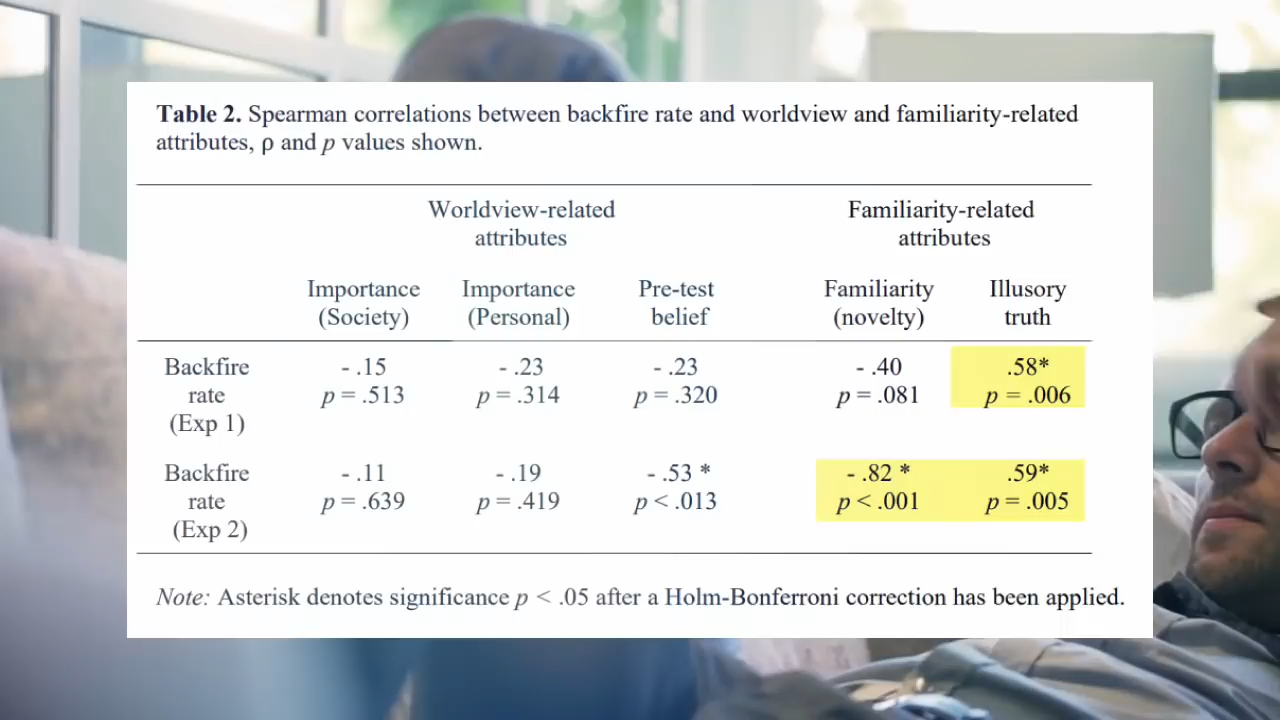 Table 2. Spearman correlations between backfire rate and worldview and familiarity-related
attributes, ρ and p values shown.
Worldview-related Familiarity-related
attributes attributes
Importance Importance Pre-test Familiarity Illusory
(Society) (Personal) belief (novelty) truth
Backfire - .15 - .23 - .23 - .40 .58*
rate p = .513 p = .314 p = .320 p = .081 p = .006
(Exp 1)
Backfire - .11 - .19 - .53 * - .82 * .59*
rate p = .639 p = .419 p < .013 p < .001 p = .005
(Exp 2)
Note: Asterisk denotes significance p < .05 after a Holm-Bonferroni correction has been applied.